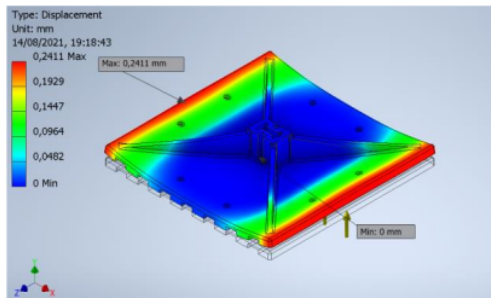 Type: Displacement
Unit: mm
14/08/2021, 19:18:43
0,2411 Max
Max: 0,2411 mm
0,1929
0,1447
0,0964
0,0482
0 Min
Min: 0 mm
Y
Z
X